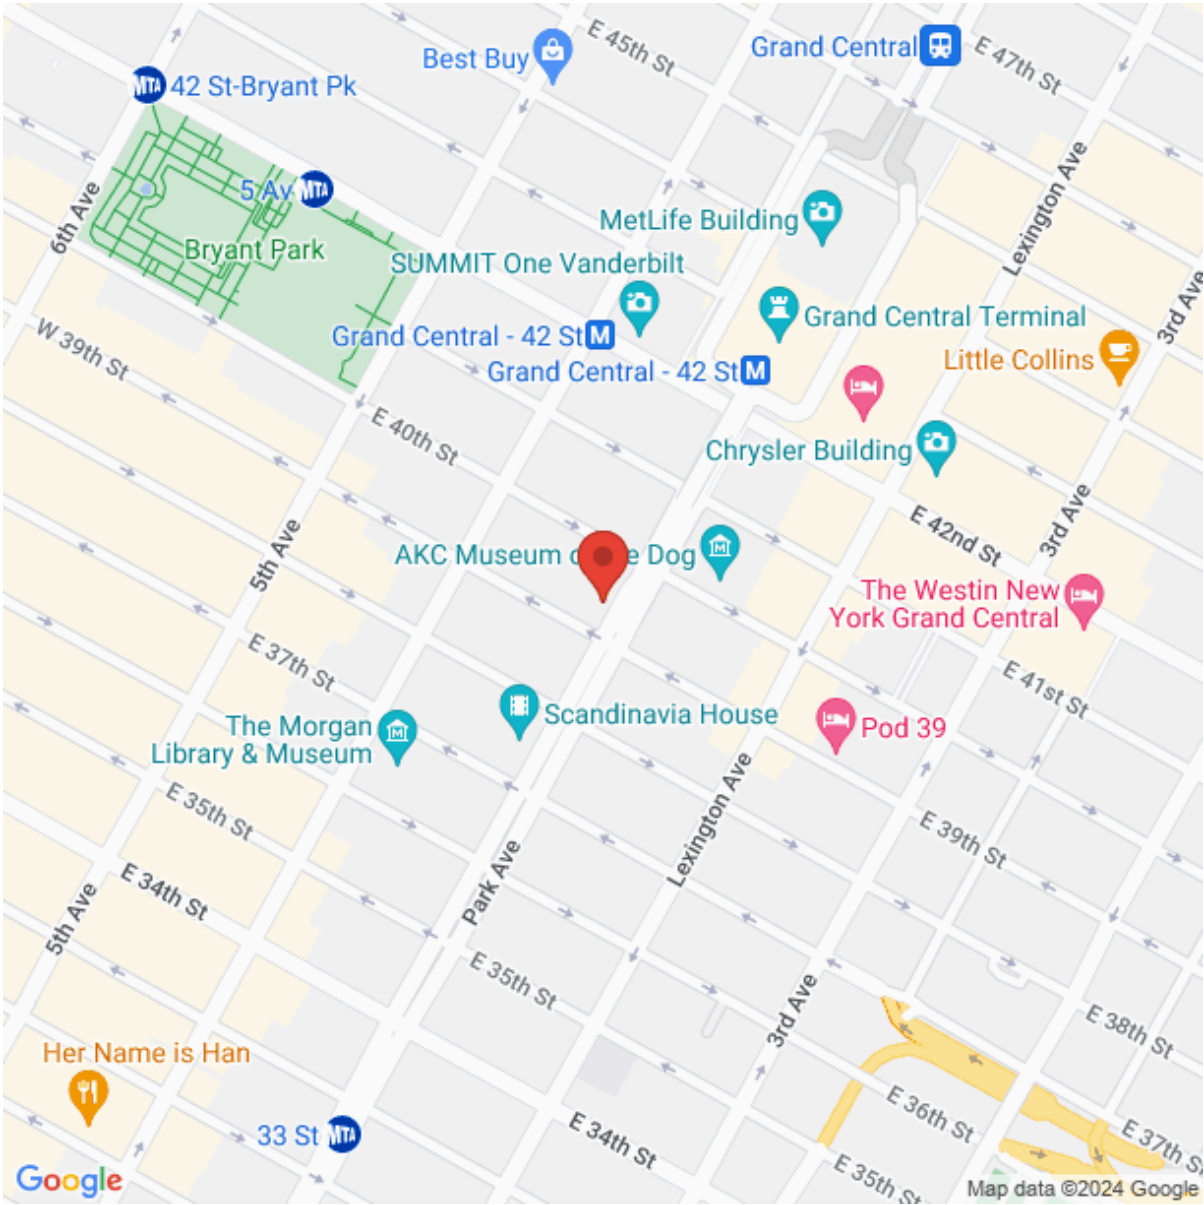 E 45th St
Grand Central
E 47th St
Best Buy
MTA
42 St-Bryant Pk
5 Av
MTA
6th Ave
Bryant Park
MetLife Building
Lexington Ave
SUMMIT One Vanderbilt
3rd Ave
Grand Central Terminal
Grand Central - 42 St
M
Grand Central - 42 St
M
W 39th St
Little Collins
E 40th St
Chrysler Building
E 42nd St
3rd Ave
5th Ave
AKC Museum o
e Dog
M
The Westin New
York Grand Central
E 37th St
E 41st St
The Morgan
Library & Museum
M
Scandinavia House
Pod 39
E 35th St
Lexington Ave
E 39th St
E 34th St
Park Ave
5th Ave
E 35th St
3rd Ave
E 38th St
Her Name is Han
E 36th St
33 St
MTA
E 34th St
E 37th St
E 35th St
Google
Map data ©2024 Google